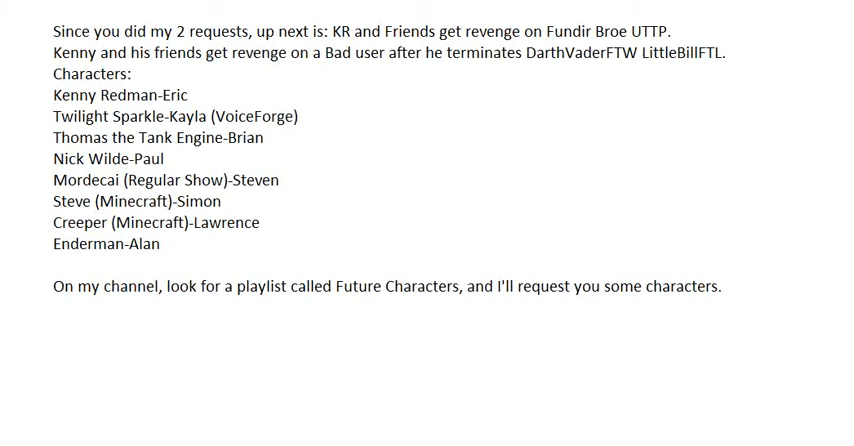 Since you did my 2 requests, up next is: KR and Friends get revenge on Fundir Broe UTTP.
Kenny and his friends get revenge on a Bad user after he terminates DarthVaderFTW LittleBillFTL.
Characters:
Kenny Redman-Eric
Twilight Sparkle-Kayla (VoiceForge)
Thomas the Tank Engine-Brian
Nick Wilde-Paul
Mordecai (Regular Show)-Steven
Steve (Minecraft)-Simon
Creeper (Minecraft)-Lawrence
Enderman-Alan
On my channel, look for a playlist called Future Characters, and I'll request you some characters.